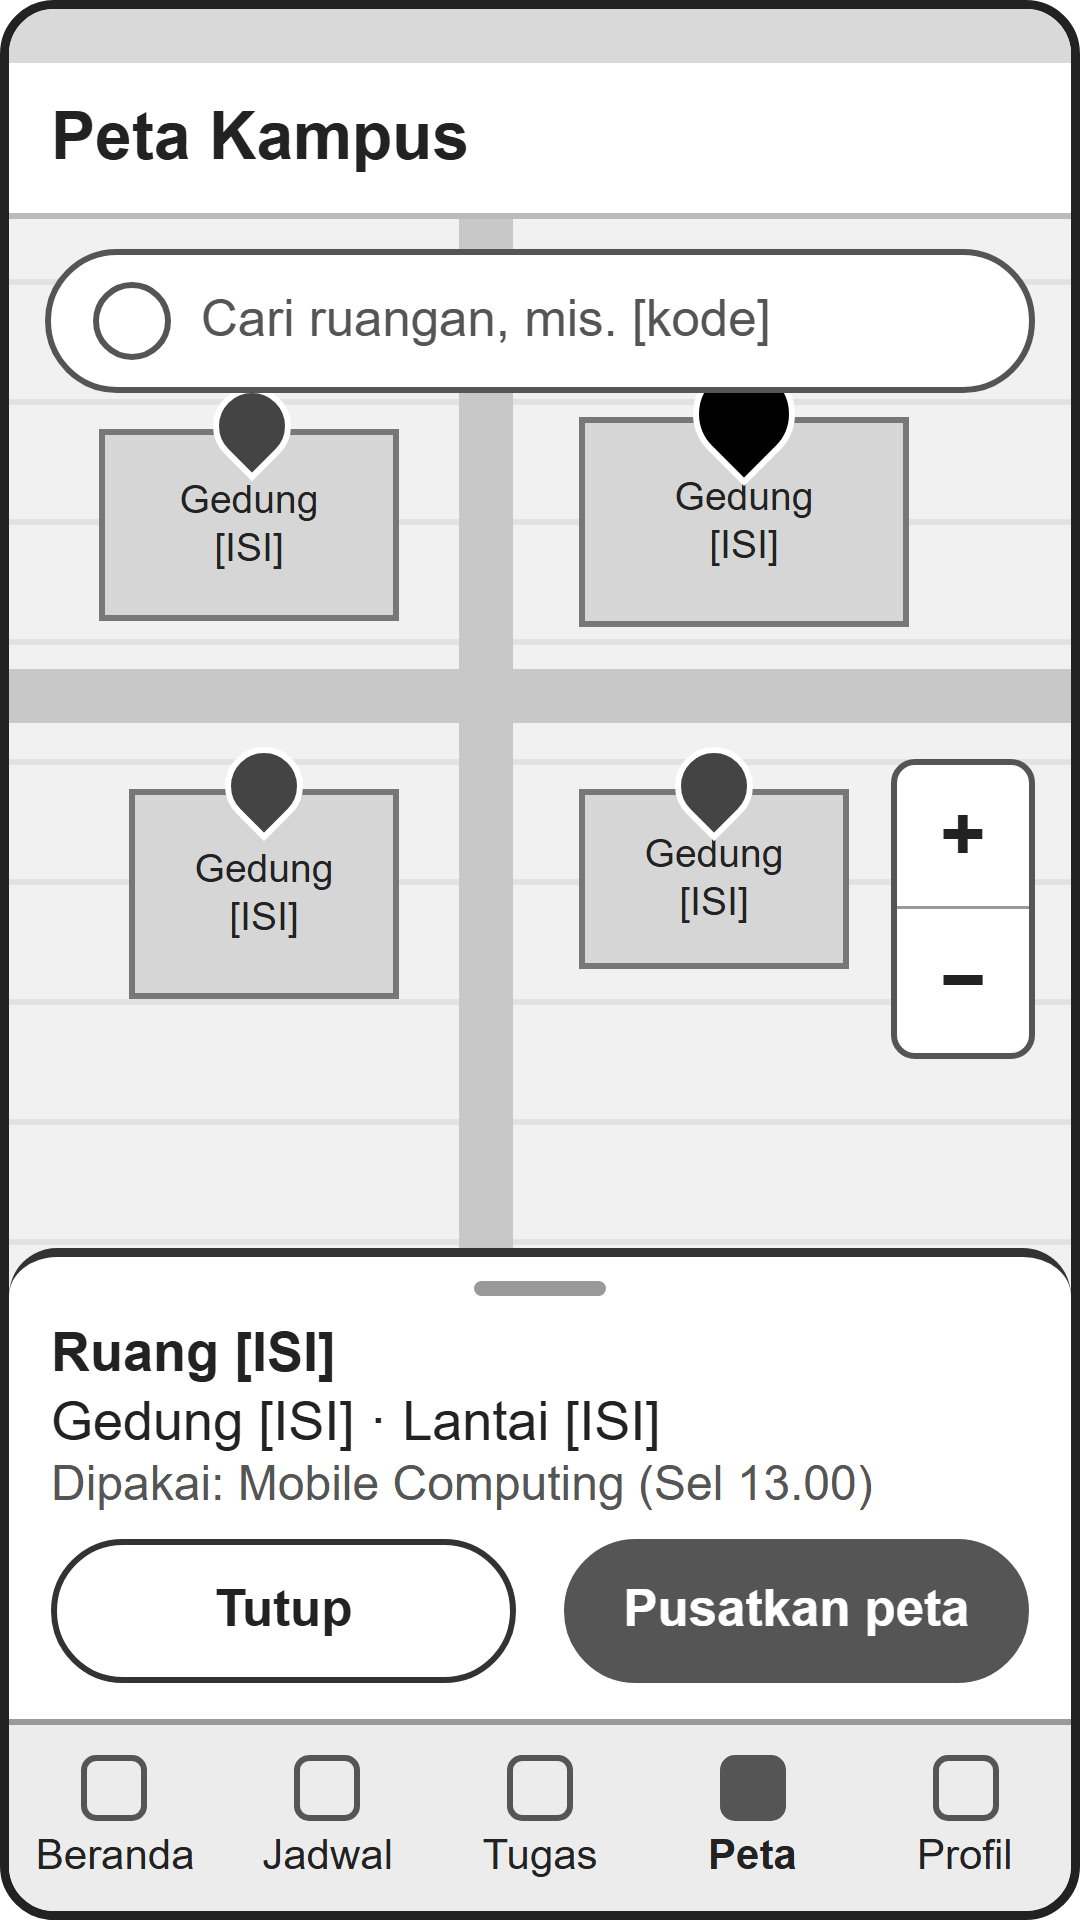 Peta Kampus
Cari ruangan, mis. [kode]
Gedung
[ISI]
Gedung
[ISI]
Gedung
[ISI]
Gedung
[ISI]
+
−
Ruang [ISI]
Gedung [ISI] · Lantai [ISI]
Dipakai: Mobile Computing (Sel 13.00)
Tutup
Pusatkan peta
Beranda
Jadwal
Tugas
Peta
Profil